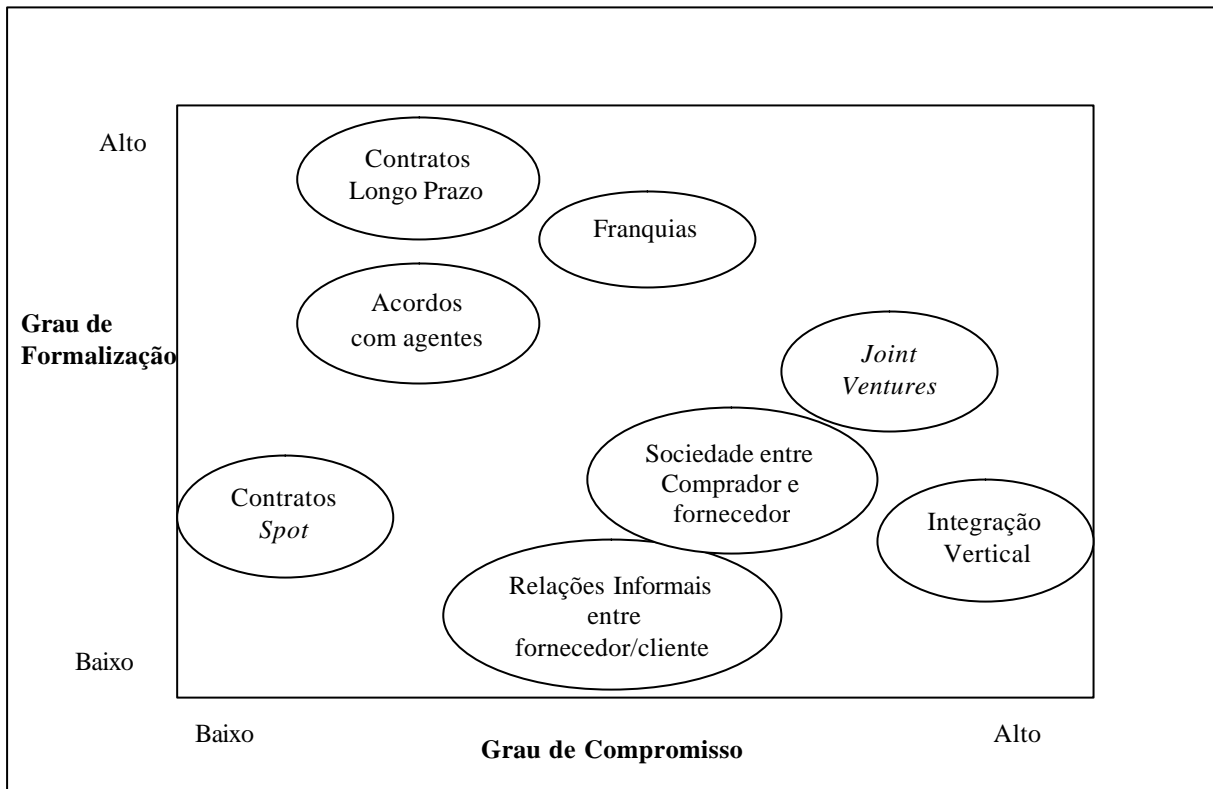 Alto
Contratos
Longo Prazo
Franquias
Acordos
com agentes
Grau de
Formalização
Joint
Ventures
Sociedade entre
Comprador e
fornecedor
Contratos
Spot
Integração
Vertical
Relações Informais
entre
fornecedor/cliente
Baixo
Baixo
Grau de Compromisso
Alto